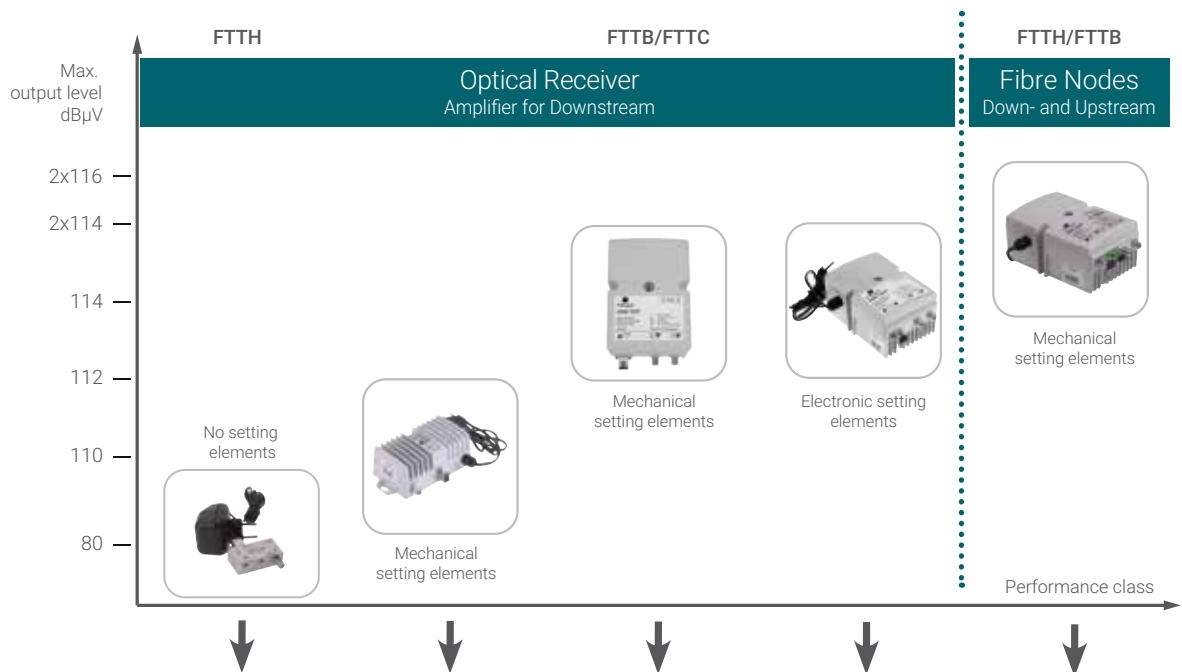 FTTH
FTTB/FTTC
FTTH/FTTB
Max.
output level
dBµV
Optical Receiver
Amplifier for Downstream
Fibre Nodes
Down- and Upstream
2x116
2x114
114
112
110
80
No setting
elements
Mechanical
setting elements
Mechanical
setting elements
Electronic setting
elements
Mechanical
setting elements
Performance class